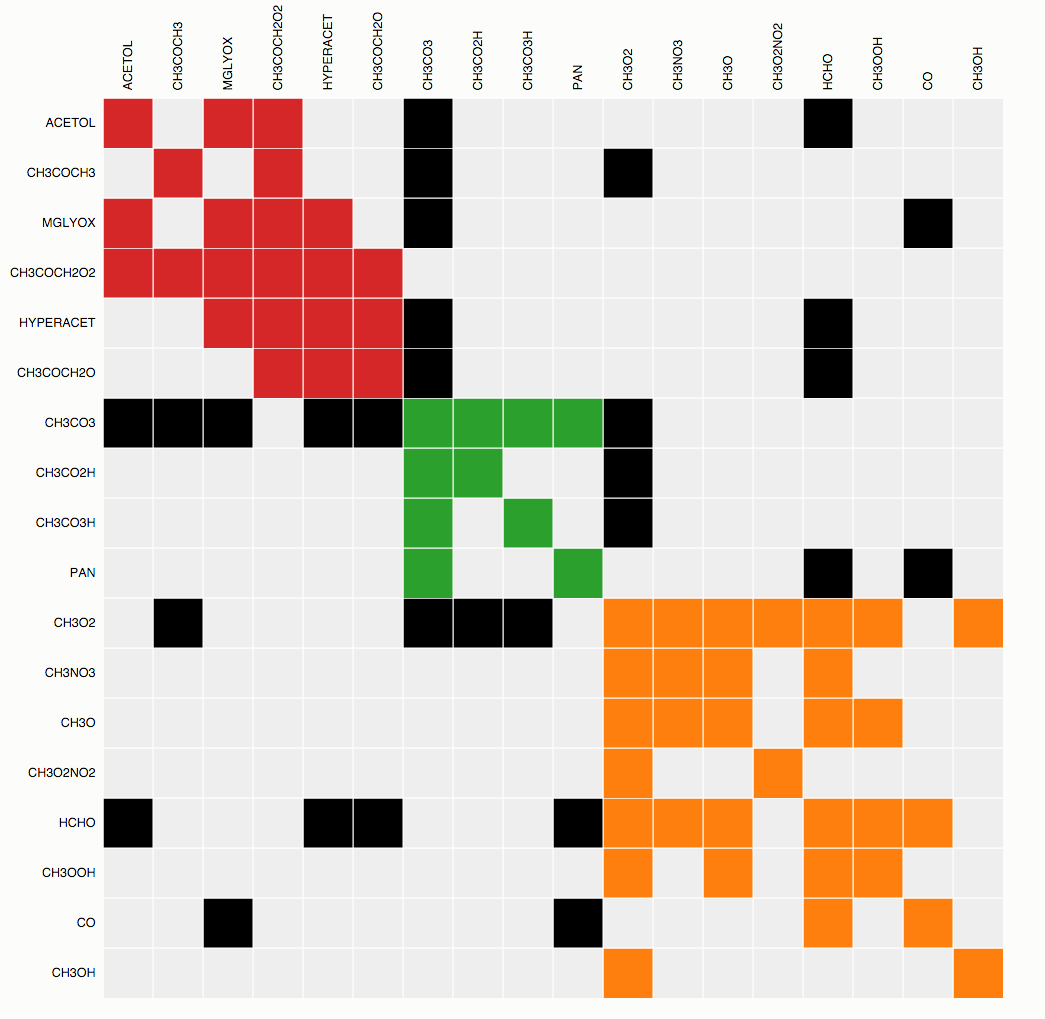 ACETOL
CH3COCH3
MGLYOX
CH3COCH2O2
HYPERACET
CH3COCH2O
CH3CO3
CH3CO2H
CH3CO3H
PAN
CH3O2
CH3NO3
CH3O
CH3O2NO2
HCHO
CH3OOH
CO
CH3OH
ACETOL
CH3COCH3
MGLYOX
CH3COCH2O2
HYPERACET
CH3COCH2O
CH3CO3
CH3CO2H
CH3CO3H
PAN
CH3O2
CH3NO3
CH3O
CH3O2NO2
HCHO
CH3OOH
CO
CH3OH